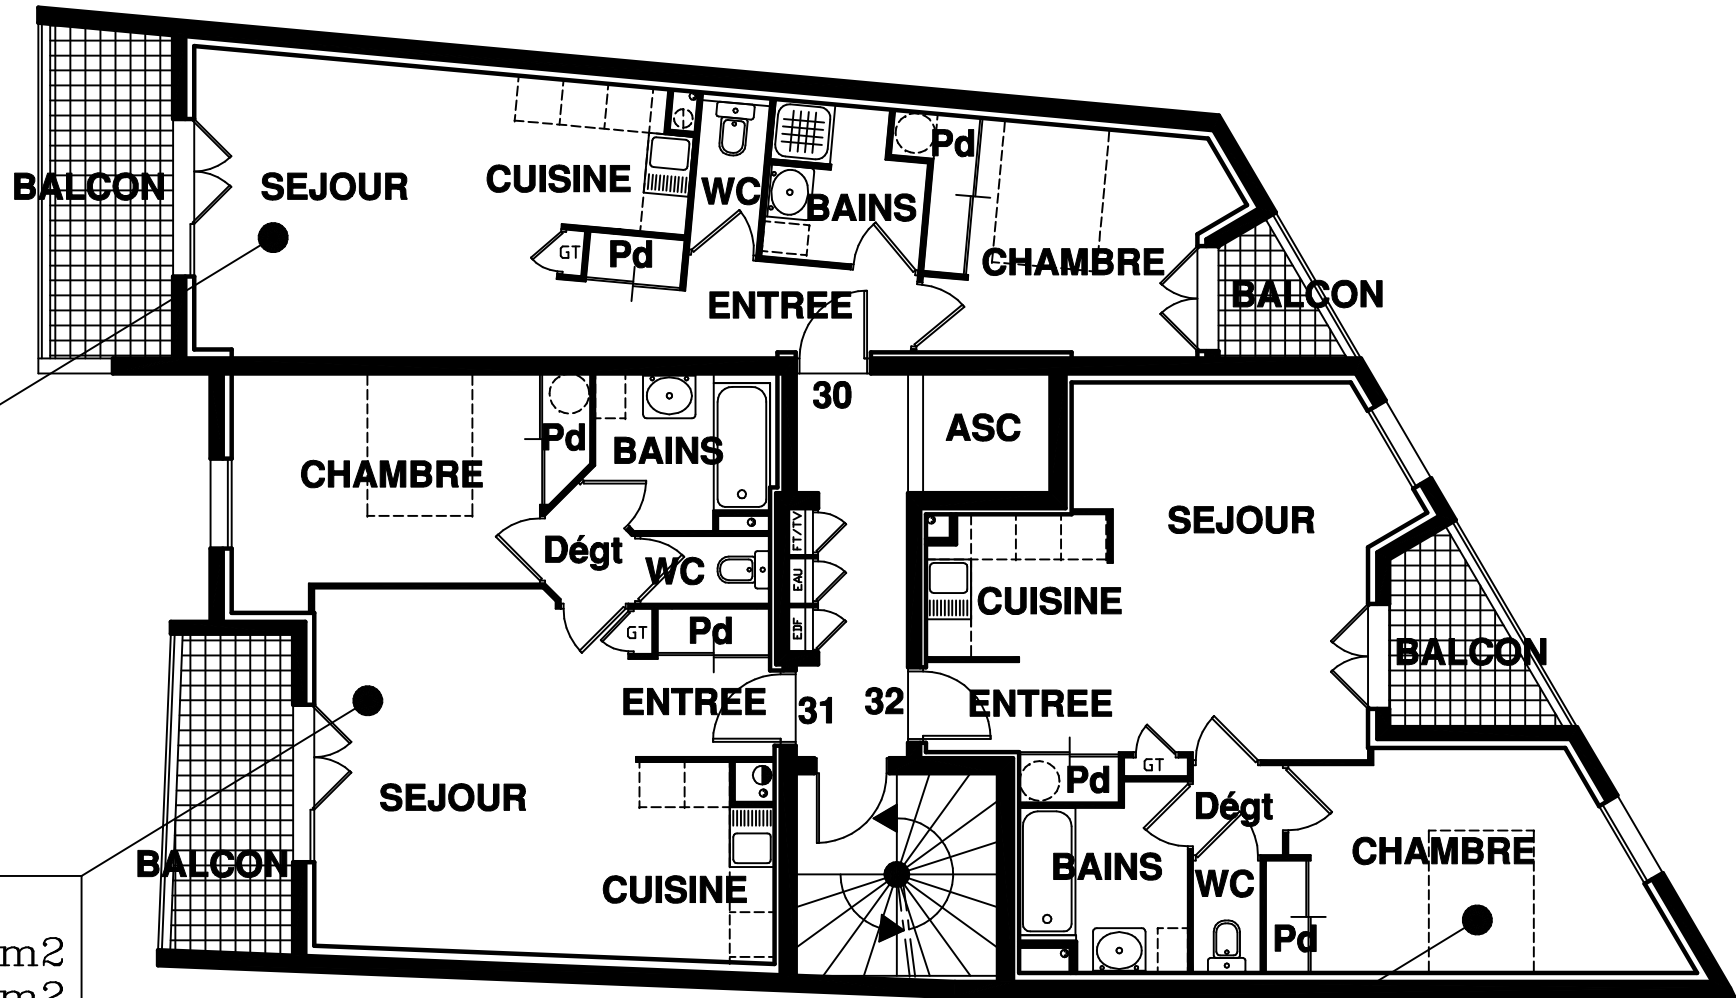 BALCON
SEJOUR
CUISINE
WC
BAINS
Pd
GT
Pd
ENTREE
CHAMBRE
BALCON
30
ASC
CHAMBRE
Pd
BAINS
Dégt
WC
FT/TV
EAU
EDF
GT
Pd
ENTREE
31
32
SEJOUR
CUISINE
ENTREE
BALCON
BALCON
SEJOUR
CUISINE
Pd
GT
Dégt
BAINS
WC
Pd
CHAMBRE
m2
m2